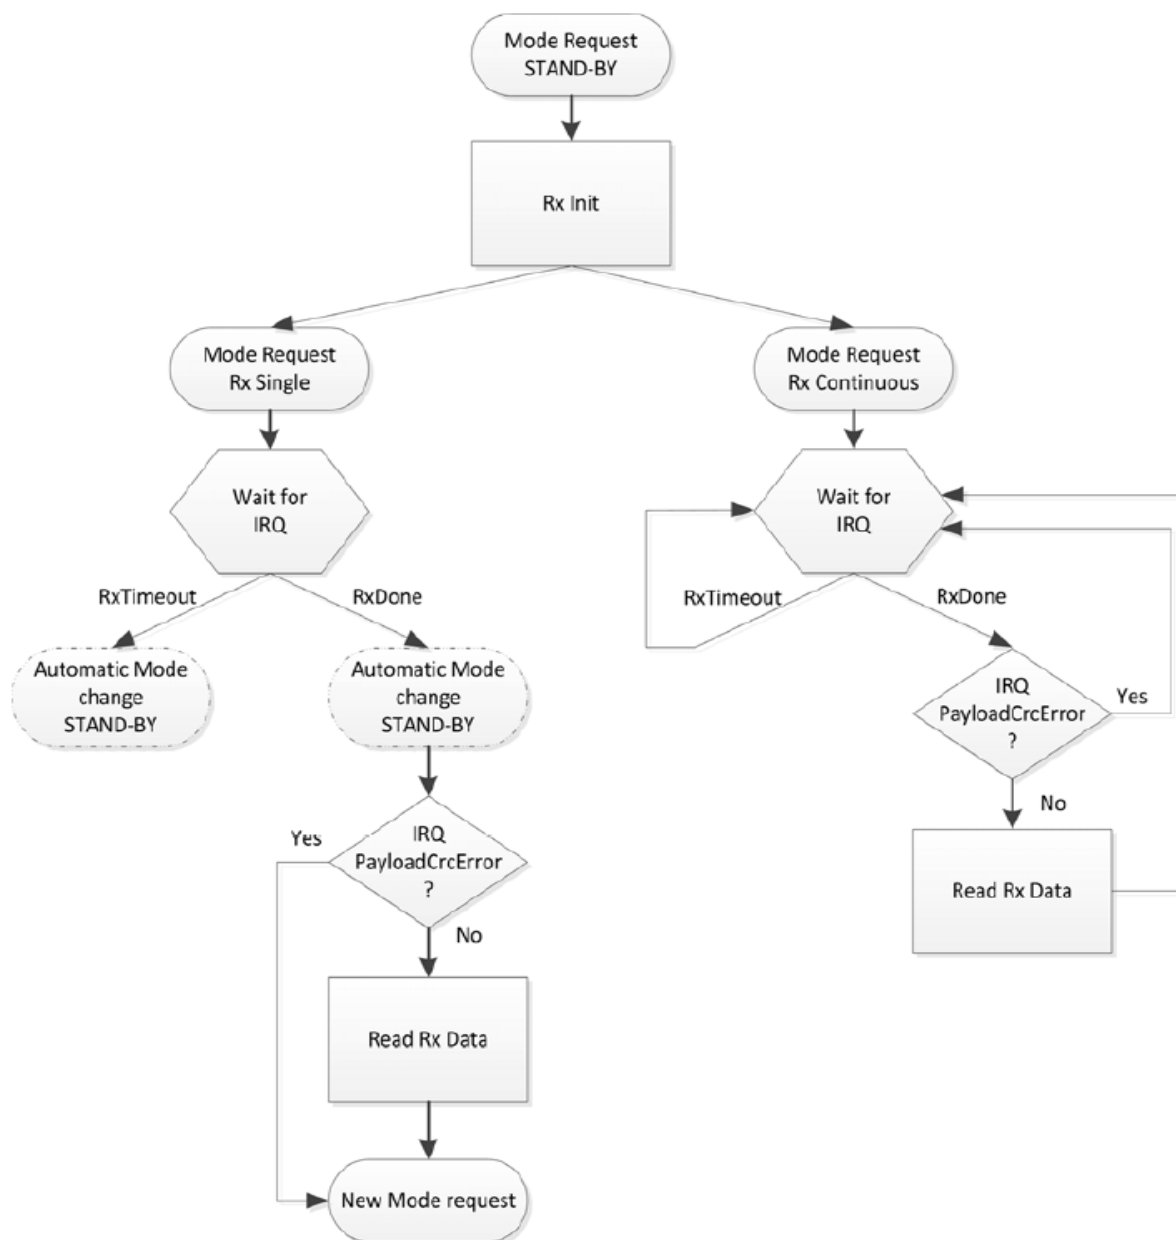 Mode Request
STAND-BY
Rx Init
Mode Request
Rx Single
Mode Request
Rx Continuous
Wait for
IRQ
Wait for
IRQ
RxTimeout
RxDone
RxTimeout
RxDone
Automatic Mode
change
STAND-BY
Automatic Mode
change
STAND-BY
IRQ
PayloadCrcError
?
Yes
No
Yes
IRQ
PayloadCrcError
?
No
Read Rx Data
Read Rx Data
New Mode request